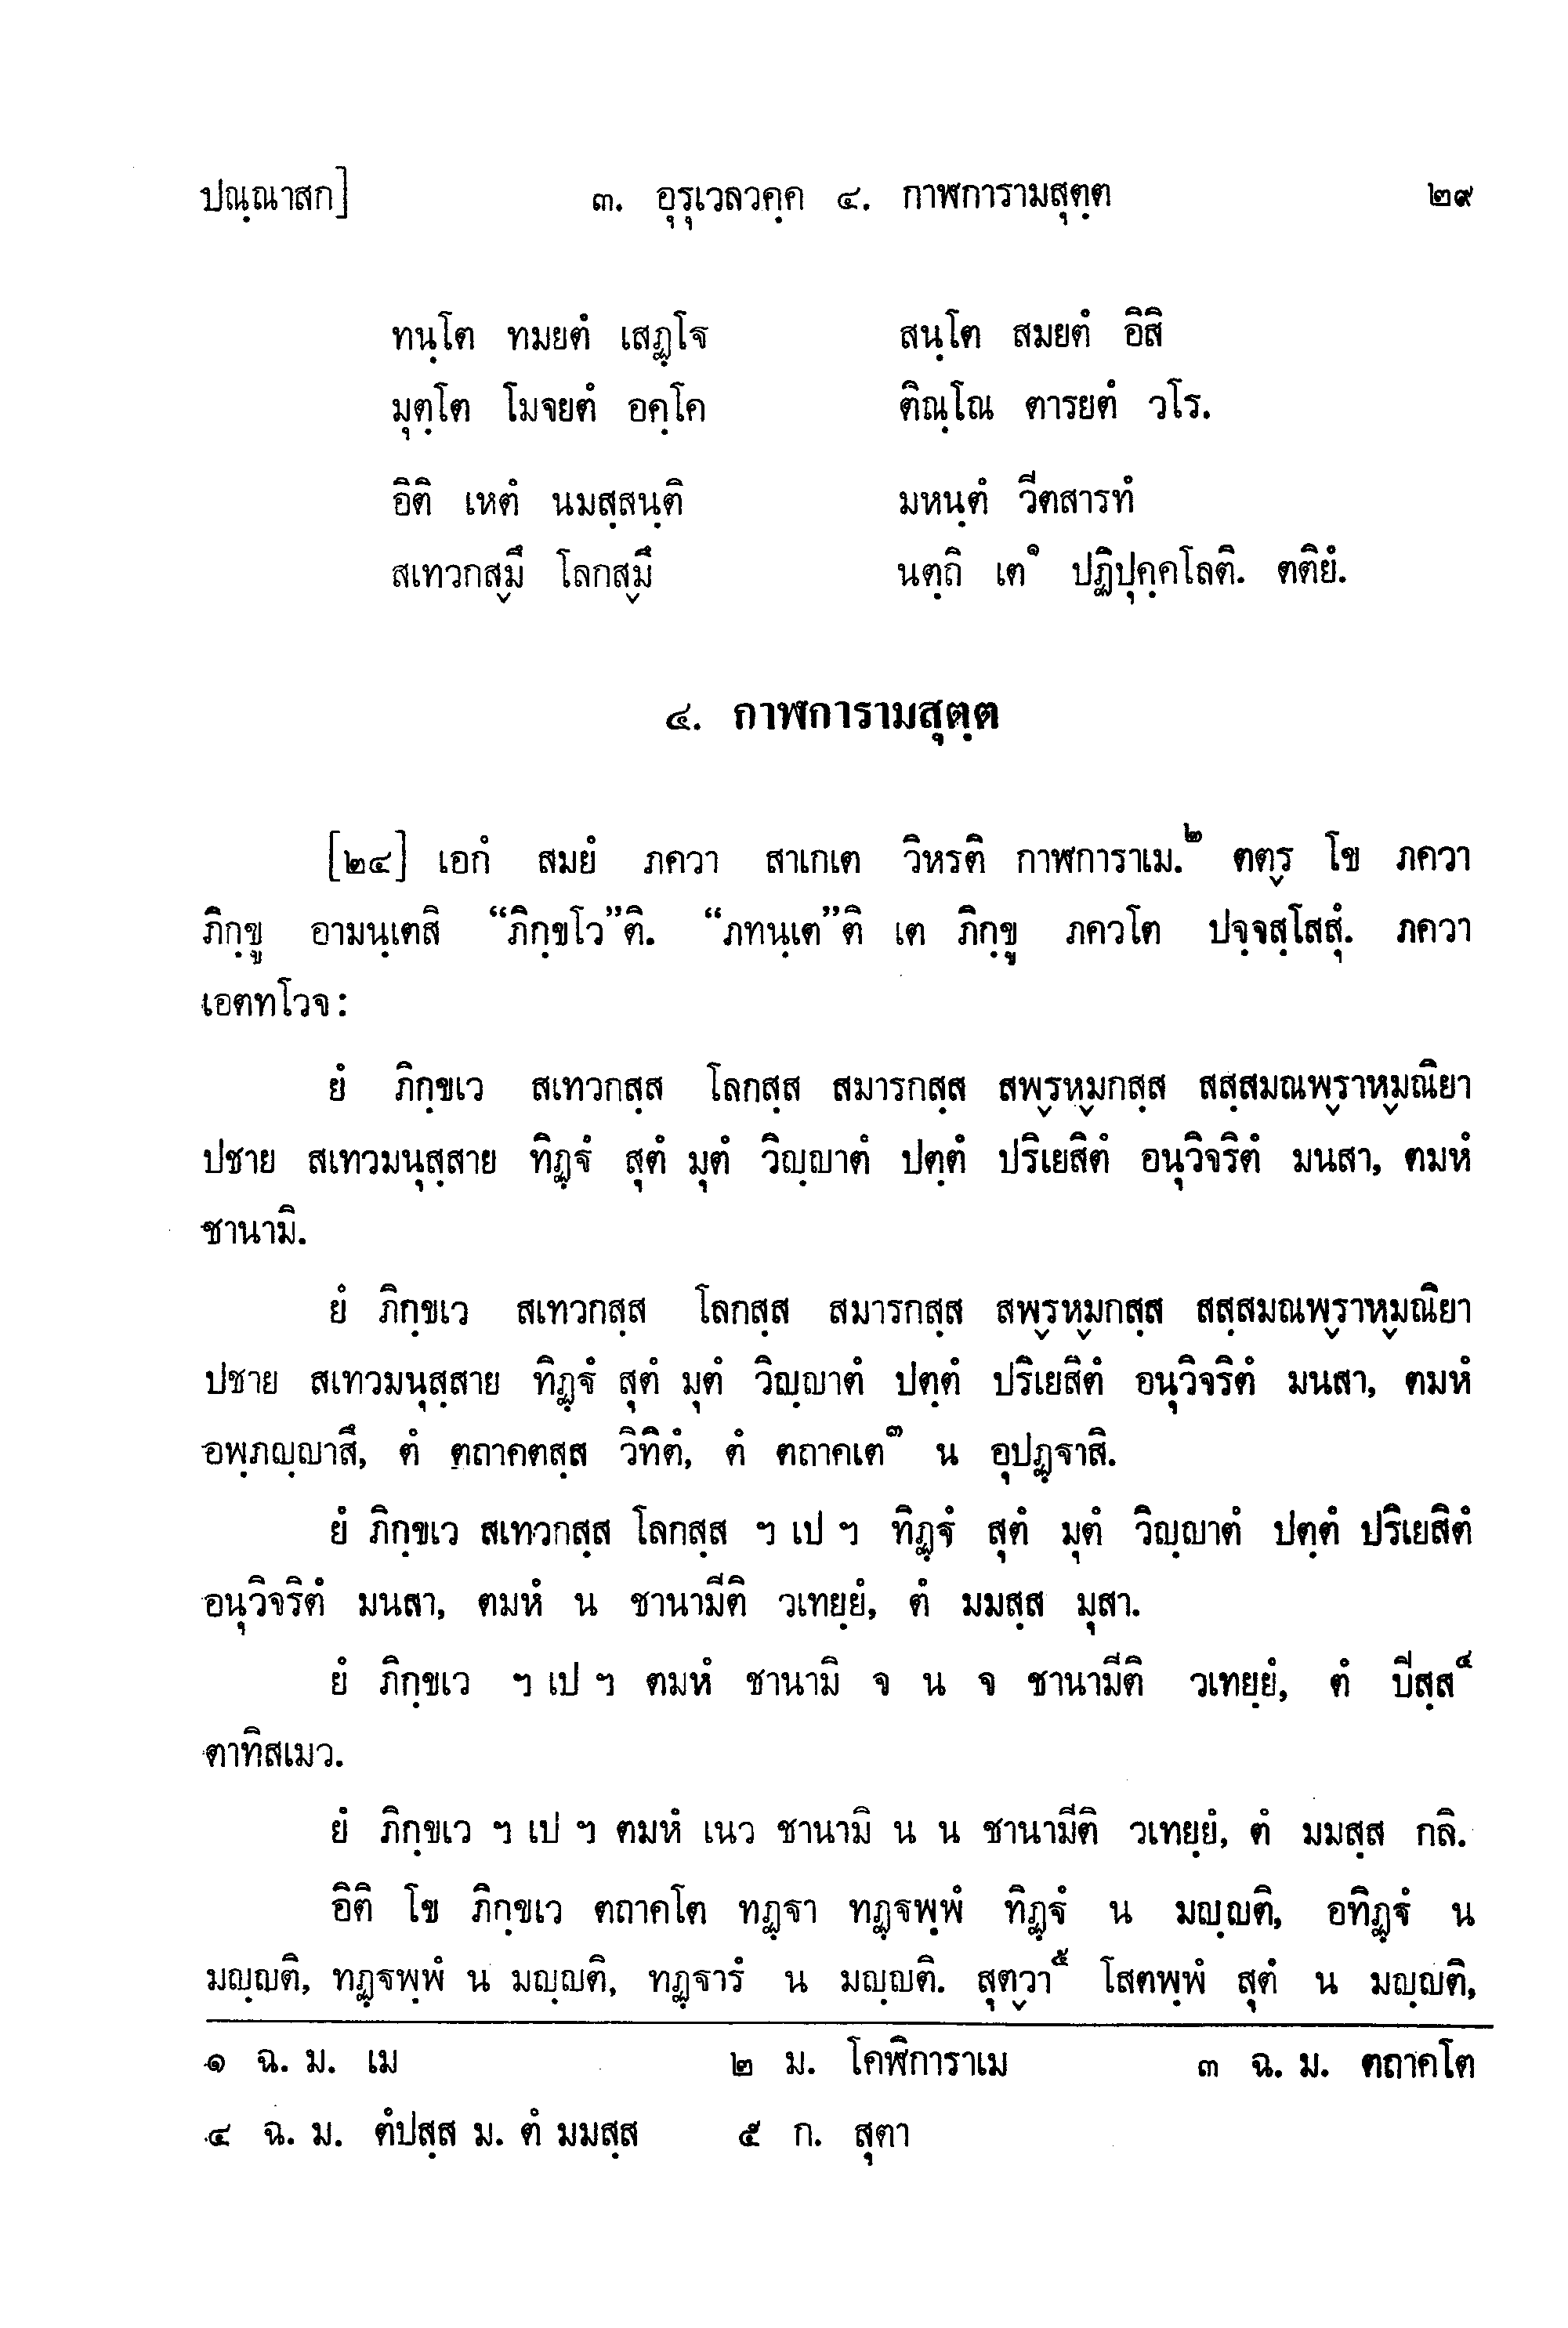 ปณฺณาสก] ๓. อุรุเวลวคฺค ๔. กาฬการามสุตฺต ๒๙
ทนฺโต ทมยตํ เสฏฺโฐ สนฺโต สมยตํ อิสิ
มุตฺโต โมจยตํ อคฺโค ติณฺโณ ตารยตํ วโร.
อิติ เหตํ นมสฺสนฺติ มหนฺตํ วีตสารทํ
สเทวกสฺมึ โลกสฺมึ นตฺถิ เต๑ ปฏิปุคฺคโลติ. ตติยํ.
๔. กาฬการามสุตฺต
[๒๔] เอกํ สมยํ ภควา สาเกเต วิหรติ กาฬการาเม.๒ ตตฺร โข ภควา
ภิกฺขู อามนฺเตสิ “ภิกฺขโว”ติ. “ภทนฺเต”ติ เต ภิกฺขู ภควโต ปจฺจสฺโสสุํ. ภควา
เอตทโวจ:
ยํ ภิกฺขเว สเทวกสฺส โลกสฺส สมารกสฺส สพฺรหฺมกสฺส สสฺสมณพฺราหฺมณิยา
ปชาย สเทวมนุสฺสาย ทิฏฺฐํ สุตํ มุตํ วิญฺญาตํ ปตฺตํ ปริเยสิตํ อนุวิจริตํ มนสา, ตมหํ
ชานามิ.
ยํ ภิกฺขเว สเทวกสฺส โลกสฺส สมารกสฺส สพฺรหฺมกสฺส สสฺสมณพฺราหฺมณิยา
ปชาย สเทวมนุสฺสาย ทิฏฺฐํ สุตํ มุตํ วิญฺญาตํ ปตฺตํ ปริเยสิตํ อนุวิจริตํ มนสา, ตมหํ
อพฺภญฺญาสึ, ตํ ตถาคตสฺส วิทิตํ, ตํ ตถาคเต๓ น อุปฏฺฐาสิ.
ยํ ภิกฺขเว สเทวกสฺส โลกสฺส ฯ เป ฯ ทิฏฺฐํ สุตํ มุตํ วิญฺญาตํ ปตฺตํ ปริเยสิตํ
อนุวิจริตํ มนสา, ตมหํ น ชานามีติ วเทยฺยํ, ตํ มมสฺส มุสา.
ยํ ภิกฺขเว ฯ เป ฯ ตมหํ ชานามิ จ น จ ชานามีติ วเทยฺยํ, ตํ ปีสฺส๔
ตาทิสเมว.
ยํ ภิกฺขเว ฯ เป ฯ ตมหํ เนว ชานามิ น น ชานามีติ วเทยฺยํ, ตํ มมสฺส กลิ.
อิติ โข ภิกฺขเว ตถาคโต ทฏฺฐา ทฏฺฐพฺพํ ทิฏฺฐํ น มญฺญติ, อทิฏฺฐํ น
มญฺญติ, ทฏฺฐพฺพํ น มญฺญติ, ทฏฺฐารํ น มญฺญติ. สุตฺวา๕ โสตพฺพํ สุตํ น มญฺญติ,
๑ ฉ. ม. เม ๒ ม. โคฬิการาเม ๓ ฉ. ม. ตถาคโต
๔ ฉ. ม. ตํปสฺส ม. ตํ มมสฺส ๕ ก. สุตา